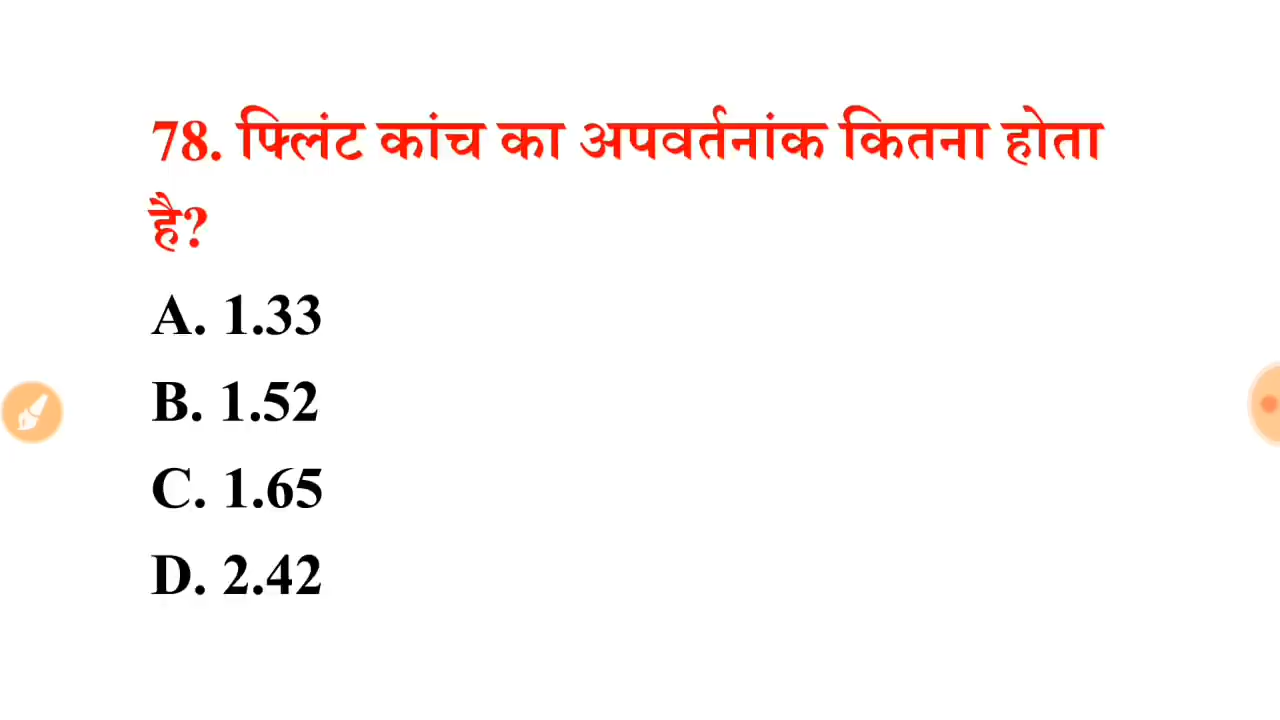 78. फ्लिंट कांच का अपवर्तनांक कितना होता
है?
A. 1.33
B. 1.52
C. 1.65
D. 2.42